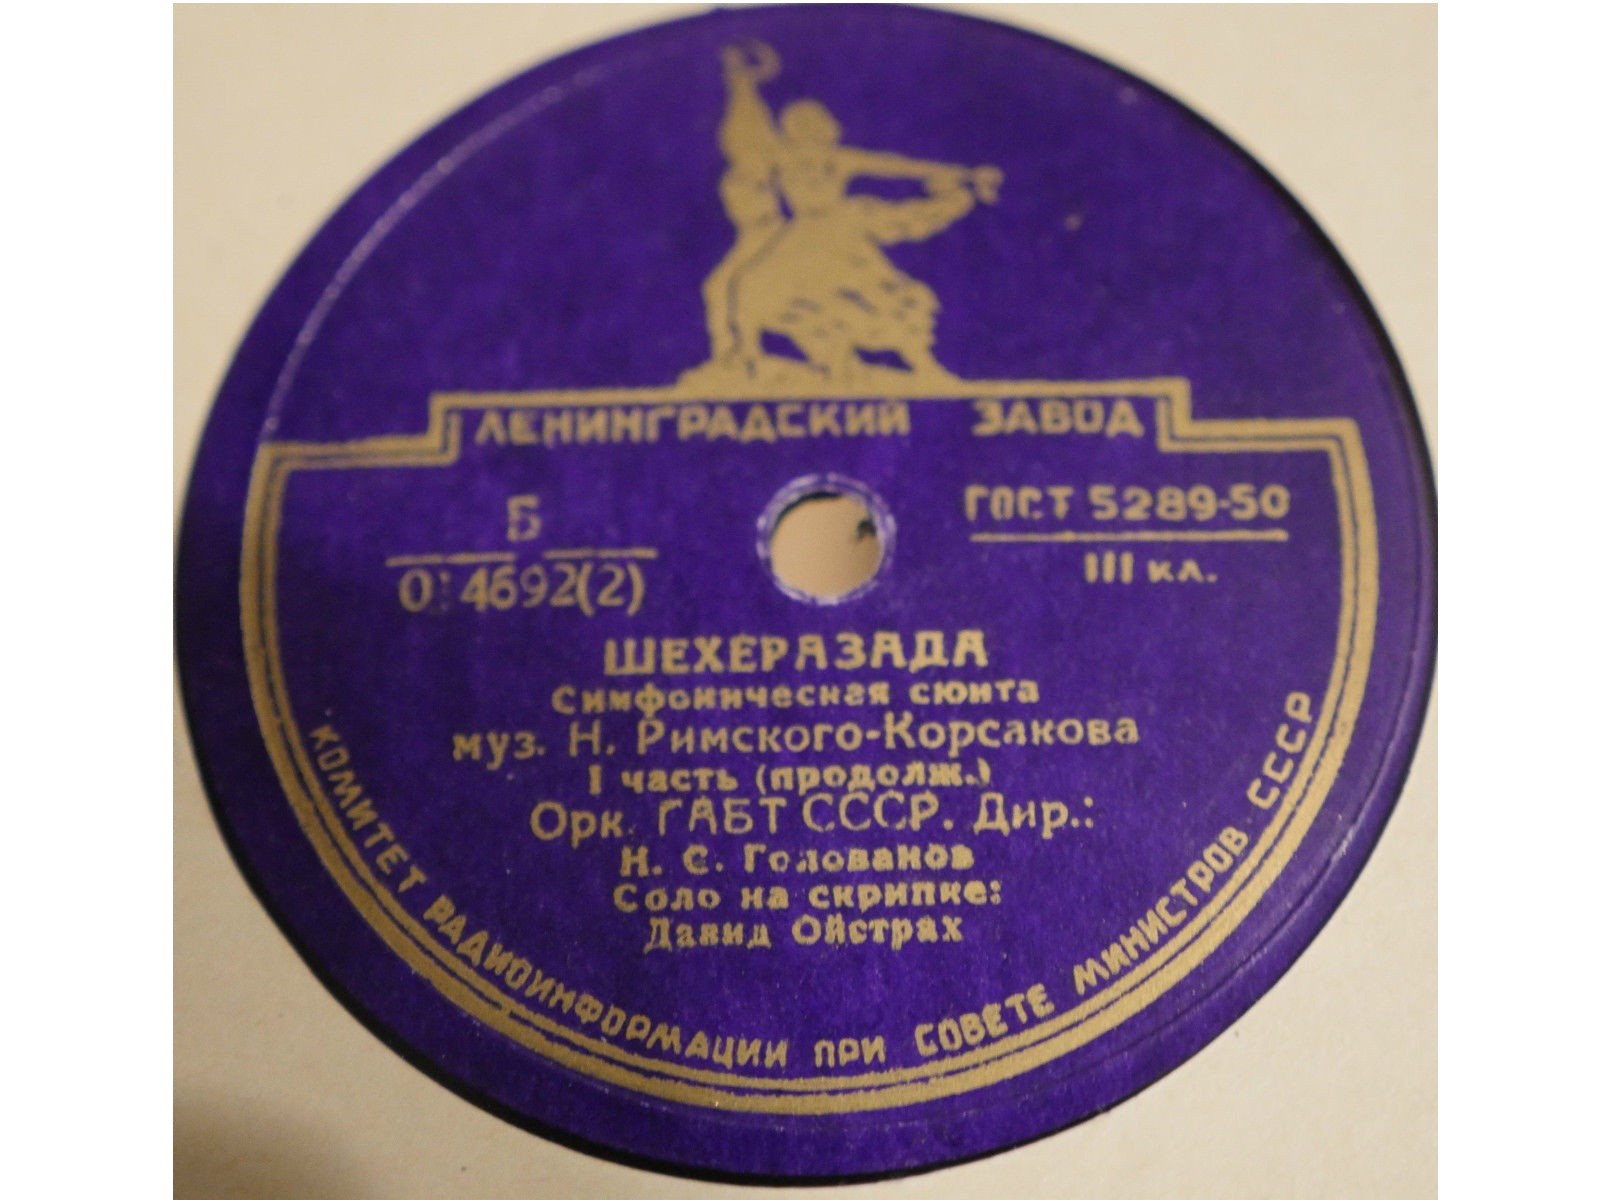 ЛЕНИНГРАДСКИЙ ЗАВОД
Б
0 4692(2)
ГОСТ 5289-50
III кл.
ШЕХЕРАЗАДА
Симфоническая сюита
муз. Н. Римского-Корсакова
I часть (продолж.)
Орк. ГАБТ СССР. Дир.:
Н. С. Голованов
Соло на скрипке:
Давид Ойстрах
КОМИТЕТ РАДИОИНФОРМАЦИИ ПРИ СОВЕТЕ МИНИСТРОВ СССР